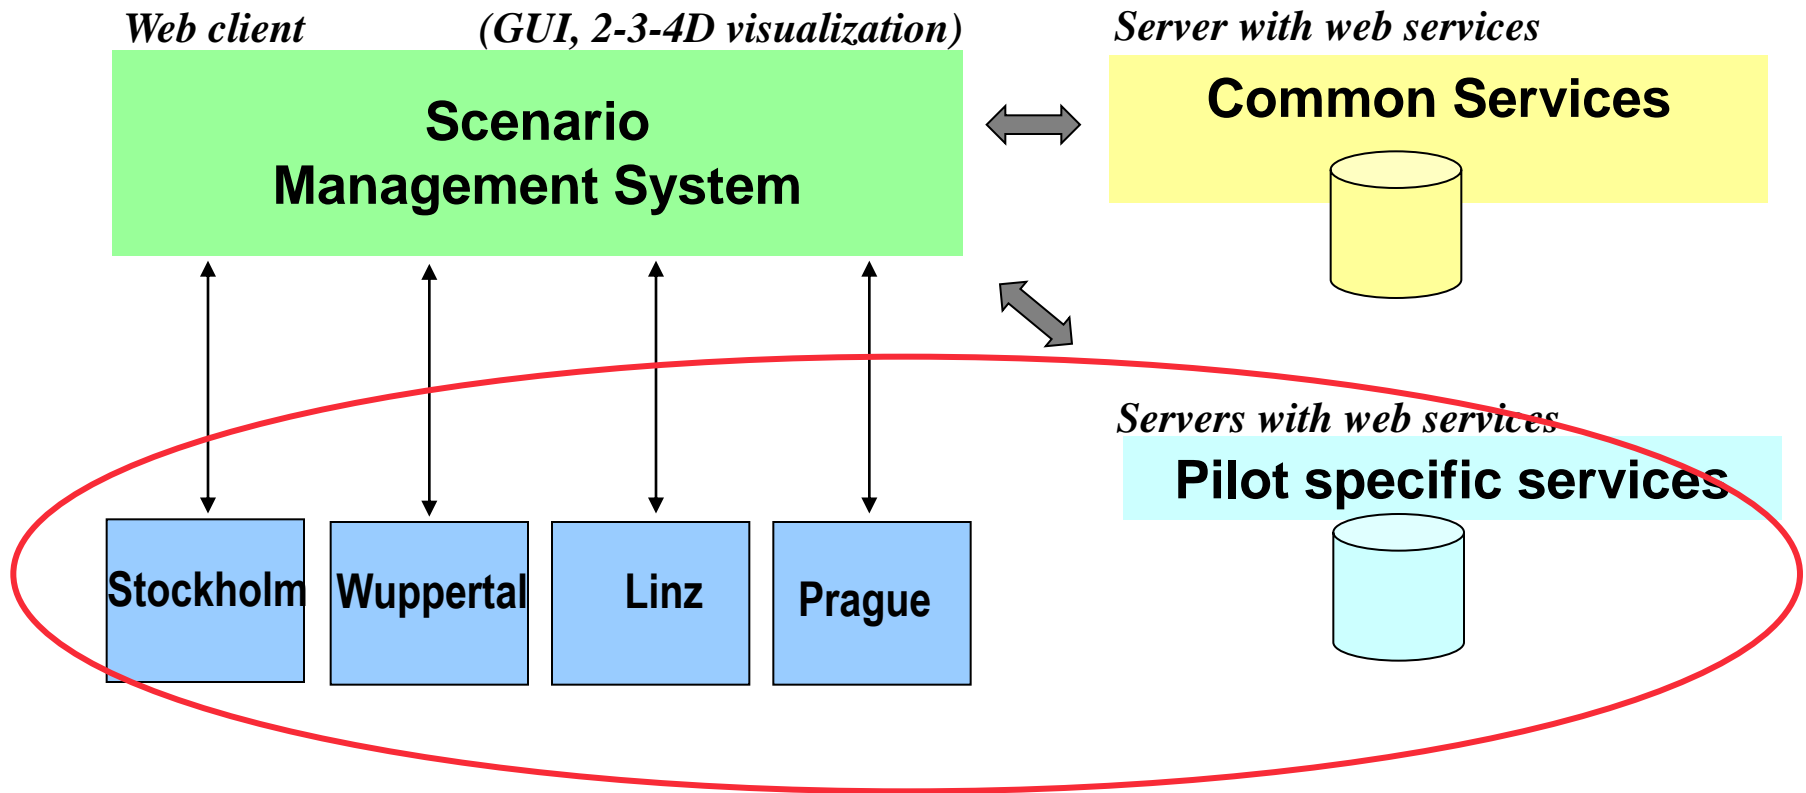 Web client (GUI, 2-3-4D visualization)
Server with web services
Scenario
Management System
Common Services
Servers with web services
Pilot specific services
Stockholm
Wuppertal
Linz
Prague